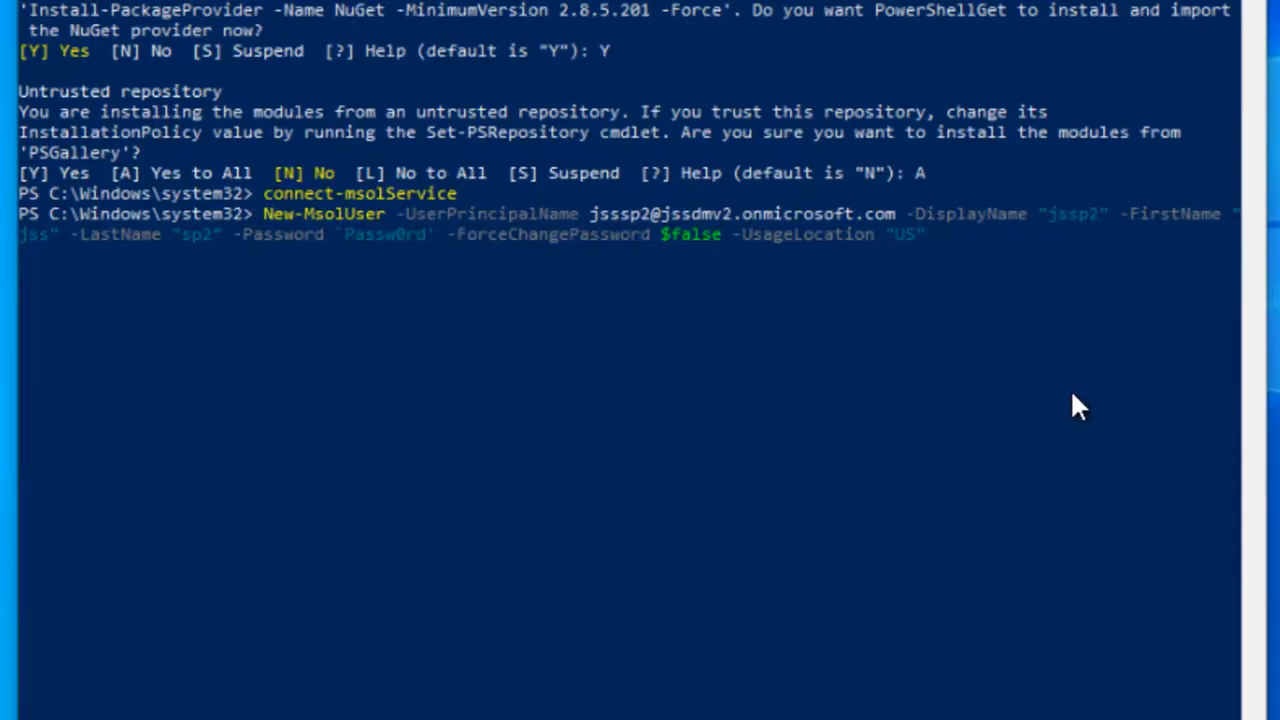 'Install-PackageProvider -Name NuGet -MinimumVersion 2.8.5.201 -Force'. Do you want PowerShellGet to install and import
the NuGet provider now?
[Y] Yes  [N] No  [S] Suspend  [?] Help (default is "Y"): Y
Untrusted repository
You are installing the modules from an untrusted repository. If you trust this repository, change its
InstallationPolicy value by running the Set-PSRepository cmdlet. Are you sure you want to install the modules from
'PSGallery'?
[Y] Yes  [A] Yes to All  [N] No  [L] No to All  [S] Suspend  [?] Help (default is "N"): A
PS C:\Windows\system32> connect-msolService
PS C:\Windows\system32> New-MsolUser -UserPrincipalName jsssp2@jssdmv2.onmicrosoft.com -DisplayName "jssp2" -FirstName "
jss" -LastName "sp2" -Password `Passw0rd' -ForceChangePassword $false -UsageLocation "US"